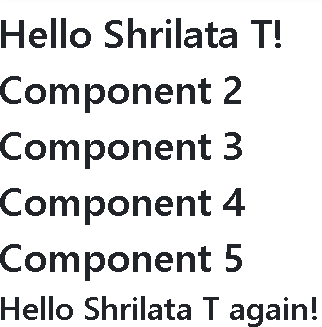 Hello Shrilata T!
Component 2
Component 3
Component 4
Component 5
Hello Shrilata T again!